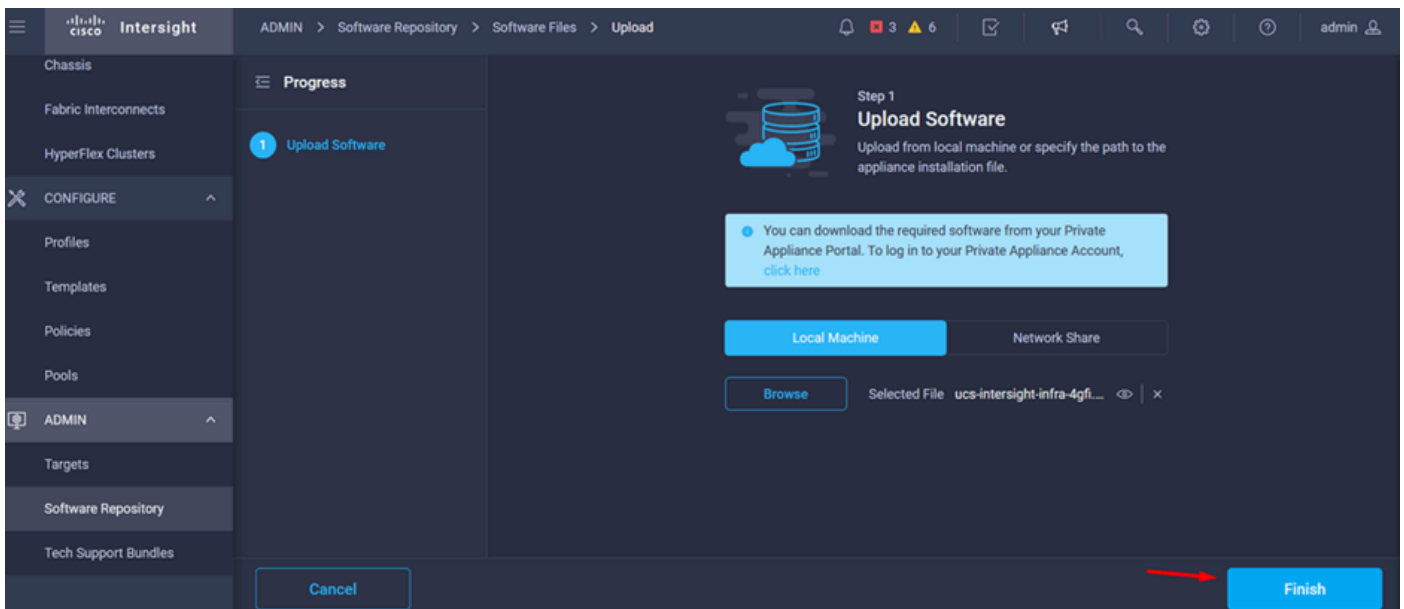 cisco Intersight
ADMIN > Software Repository > Software Files > Upload
3 6
admin
Chassis
Fabric Interconnects
HyperFlex Clusters
CONFIGURE
Profiles
Templates
Policies
Pools
ADMIN
Targets
Software Repository
Tech Support Bundles
Progress
1 Upload Software
Step 1
Upload Software
Upload from local machine or specify the path to the
appliance installation file.
You can download the required software from your Private
Appliance Portal. To log in to your Private Appliance Account,
click here
Local Machine Network Share
Browse Selected File ucs-intersight-infra-4gfi....
Cancel Finish